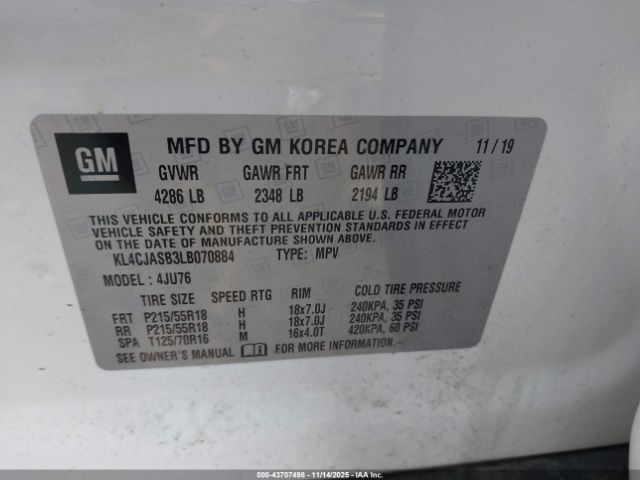 GM
MFD BY GM KOREA COMPANY 11/19
GVWR GAWR FRT GAWR RR
4286 LB 2348 LB 2194 LB
THIS VEHICLE CONFORMS TO ALL APPLICABLE U.S. FEDERAL MOTOR
VEHICLE SAFETY AND THEFT PREVENTION STANDARDS IN EFFECT
ON THE DATE OF MANUFACTURE SHOWN ABOVE.
KL4CJASB3LB070884 TYPE: MPV
MODEL: 4JU76
TIRE SIZE SPEED RTG RIM COLD TIRE PRESSURE
FRT P215/55R18 H 18x7.0J 240KPA, 35 PSI
RR P215/55R18 H 18x7.0J 240KPA, 35 PSI
SPA T125/70R16 M 16x4.0T 420KPA, 60 PSI
SEE OWNER'S MANUAL FOR MORE INFORMATION.
000-43707498 - 11/14/2025 - Copart, IAA Holdings, LLC